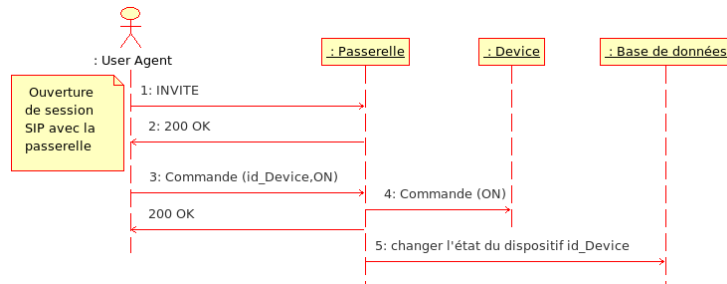 : User Agent
: Passerelle
: Device
: Base de données
Ouverture
de session
SIP avec la
passerelle
1: INVITE
2: 200 OK
3: Commande (id_Device,ON)
4: Commande (ON)
200 OK
5: changer l'état du dispositif id_Device